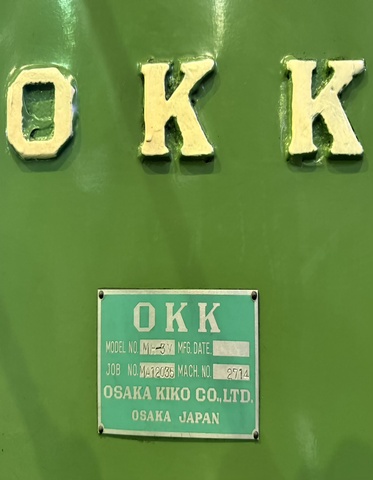 OKK
OKK
MODEL NO. MH-3V MFG. DATE
JOB NO. MA12035 MACH. NO. 2714
OSAKA KIKO CO., LTD.
OSAKA JAPAN